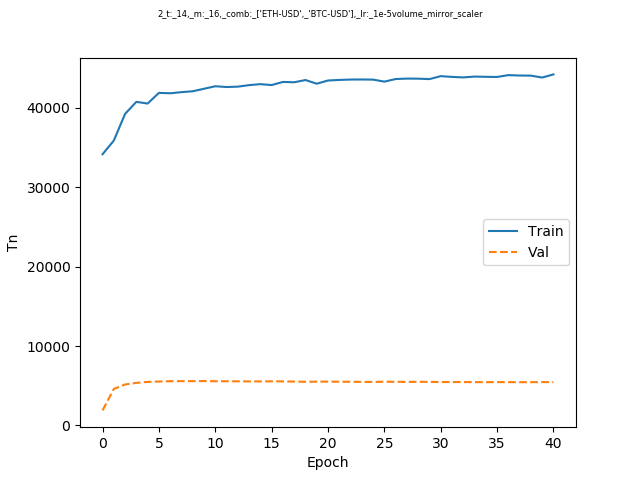 2_t:_14,_m:_16,_comb:_['ETH-USD',_'BTC-USD'],_lr:_1e-5volume_mirror_scaler
40000
30000
20000
10000
0
Tn
Train
Val
0 5 10 15 20 25 30 35 40
Epoch